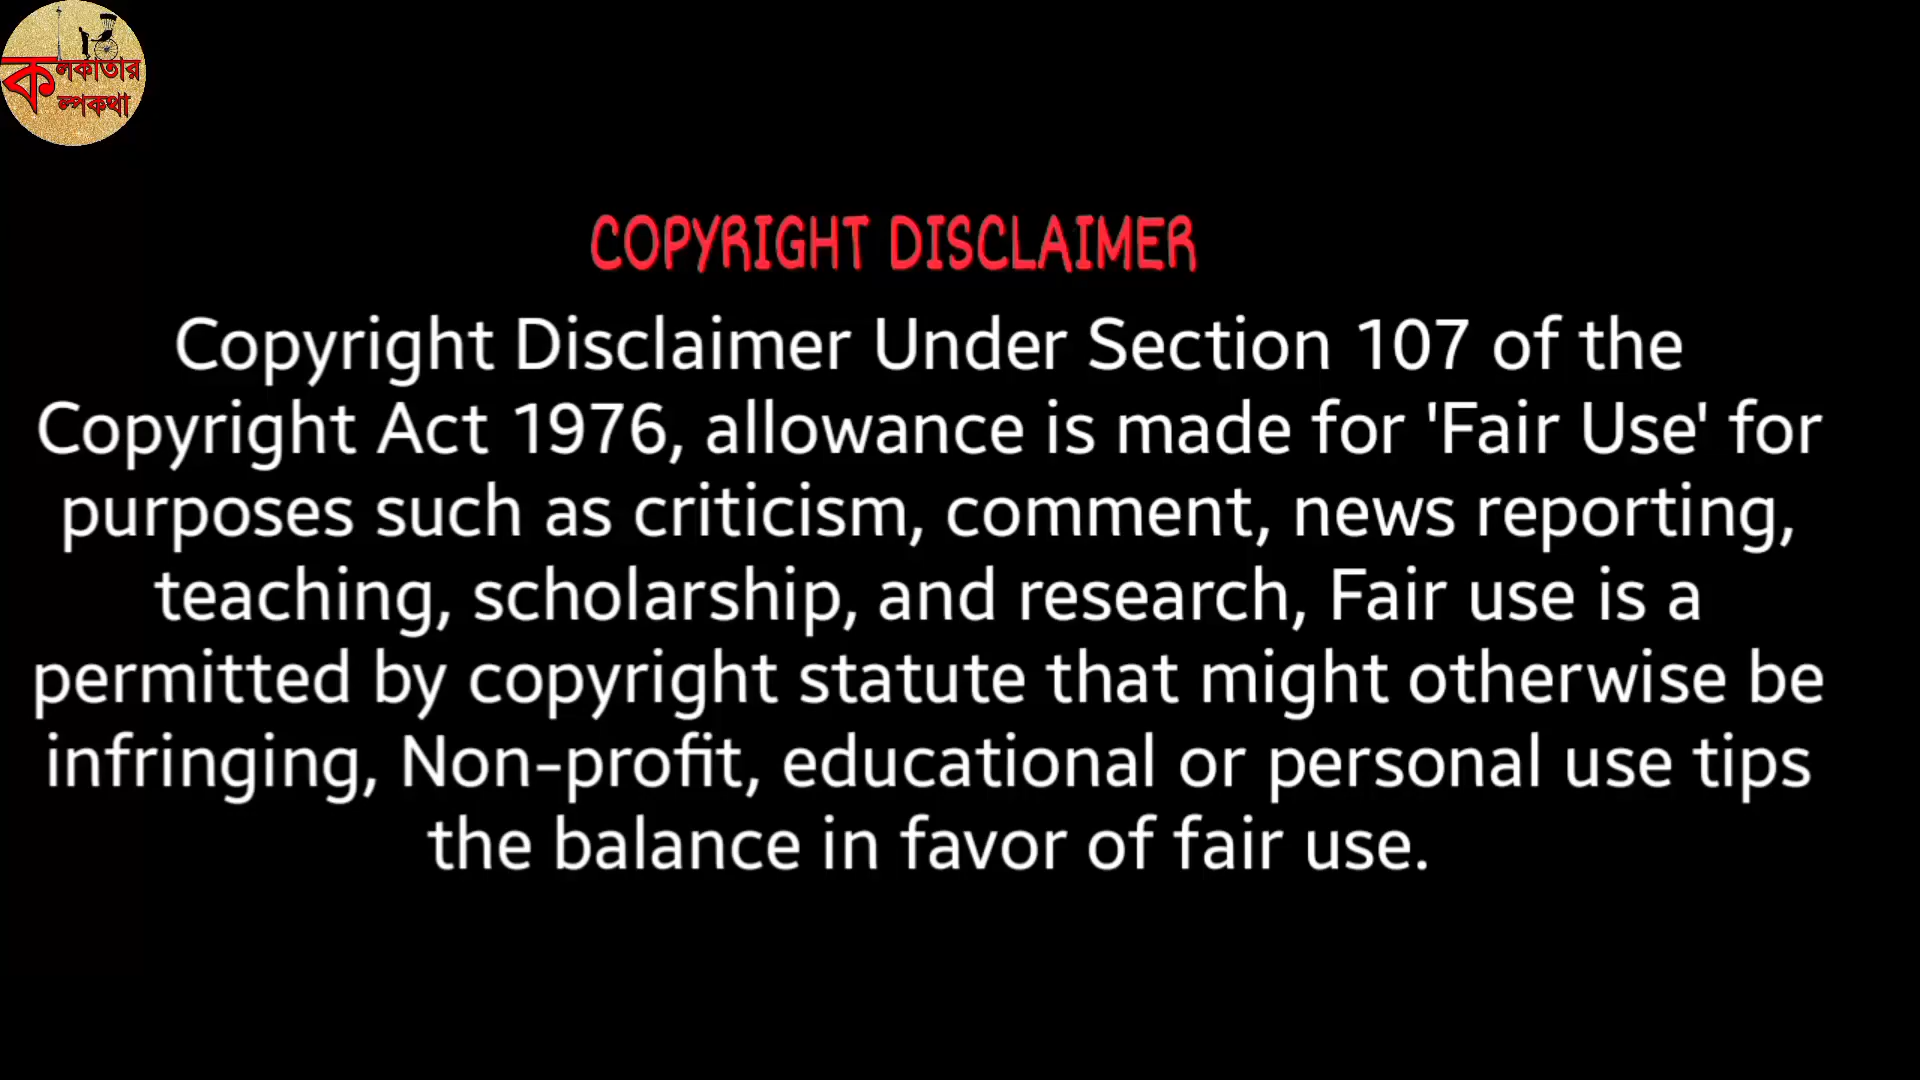 কলকাতার
কল্পকথা
COPYRIGHT DISCLAIMER
Copyright Disclaimer Under Section 107 of the
Copyright Act 1976, allowance is made for 'Fair Use' for
purposes such as criticism, comment, news reporting,
teaching, scholarship, and research, Fair use is a
permitted by copyright statute that might otherwise be
infringing, Non-profit, educational or personal use tips
the balance in favor of fair use.